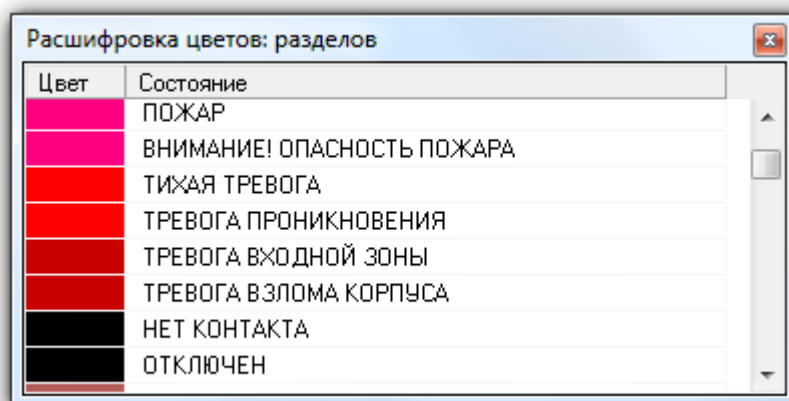 Расшифровка цветов: разделов
Цвет Состояние
ПОЖАР
ВНИМАНИЕ! ОПАСНОСТЬ ПОЖАРА
ТИХАЯ ТРЕВОГА
ТРЕВОГА ПРОНИКНОВЕНИЯ
ТРЕВОГА ВХОДНОЙ ЗОНЫ
ТРЕВОГА ВЗЛОМА КОРПУСА
НЕТ КОНТАКТА
ОТКЛЮЧЕН